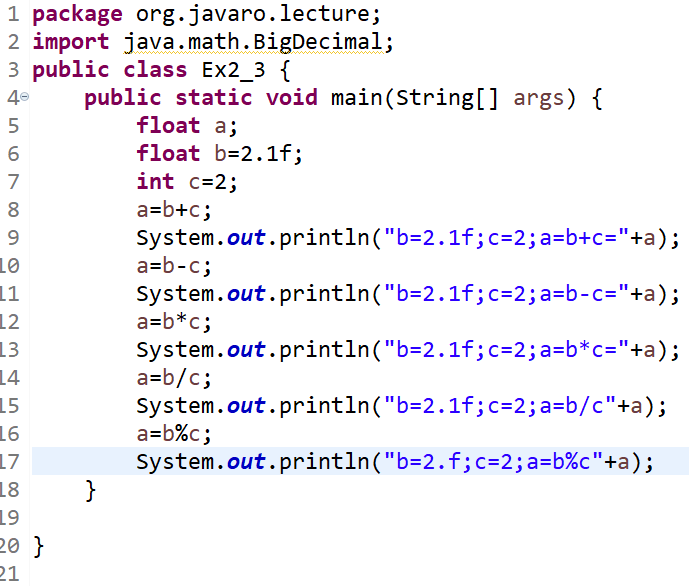 1 package org.javaro.lecture;
2 import java.math.BigDecimal;
3 public class Ex2_3 {
4 public static void main(String[] args) {
5 float a;
6 float b=2.1f;
7 int c=2;
8 a=b+c;
9 System.out.println("b=2.1f;c=2;a=b+c="+a);
10 a=b-c;
11 System.out.println("b=2.1f;c=2;a=b-c="+a);
12 a=b*c;
13 System.out.println("b=2.1f;c=2;a=b*c="+a);
14 a=b/c;
15 System.out.println("b=2.1f;c=2;a=b/c"+a);
16 a=b%c;
17 System.out.println("b=2.f;c=2;a=b%c"+a);
18 }
19
20 }
21